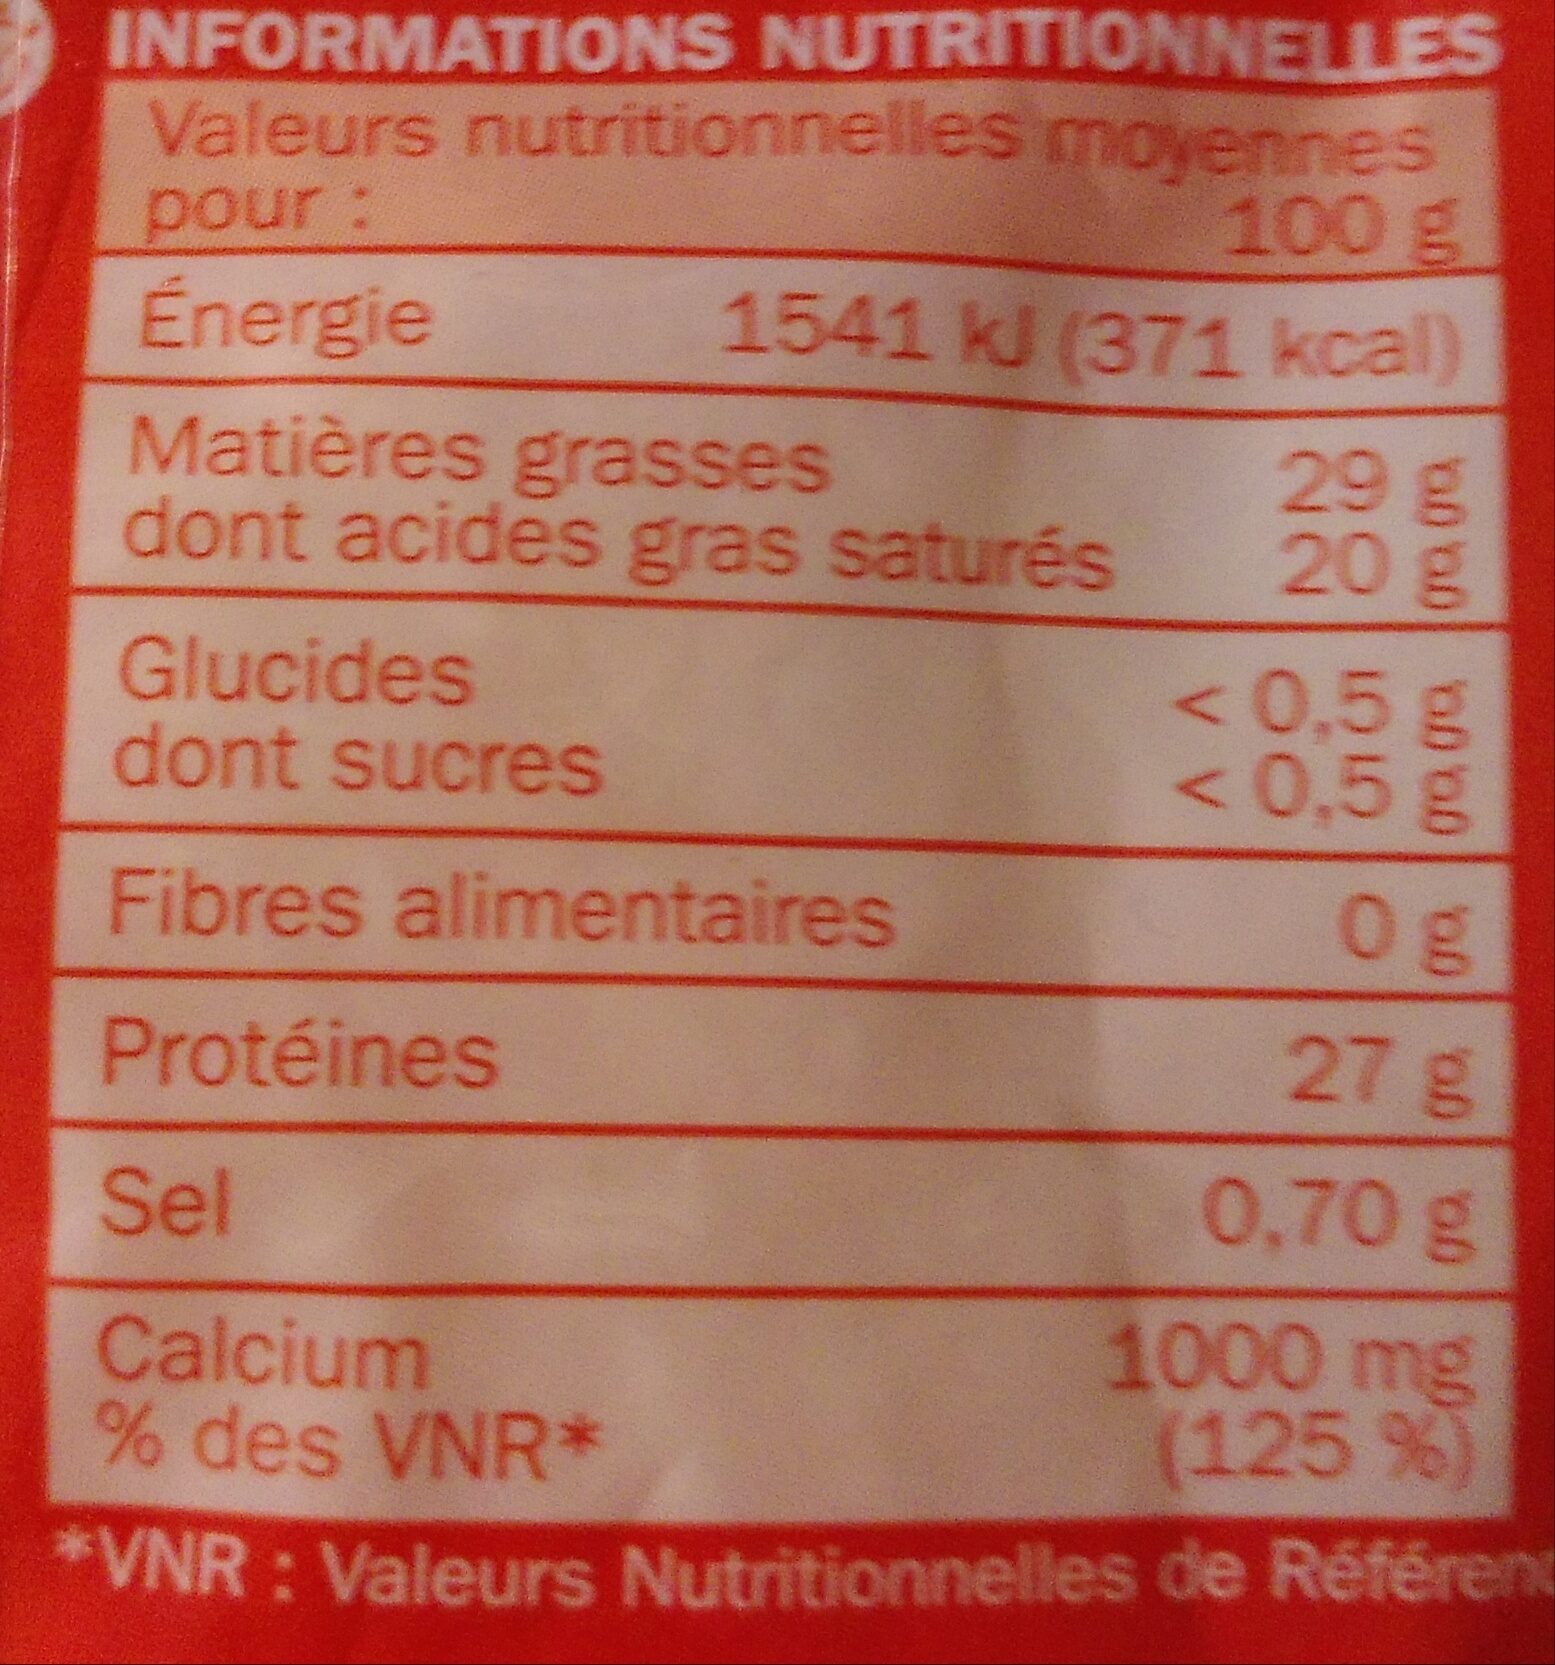 INFORMATIONS NUTRITIONNELLES
Valeurs nutritionnelles moyennes
pour : 100 g
Énergie 1541 kJ (371 kcal)
Matières grasses 29 g
dont acides gras saturés 20 g
Glucides < 0,5 g
dont sucres < 0,5 g
Fibres alimentaires 0 g
Protéines 27 g
Sel 0,70 g
Calcium 1000 mg
% des VNR* (125 %)
*VNR : Valeurs Nutritionnelles de Référen